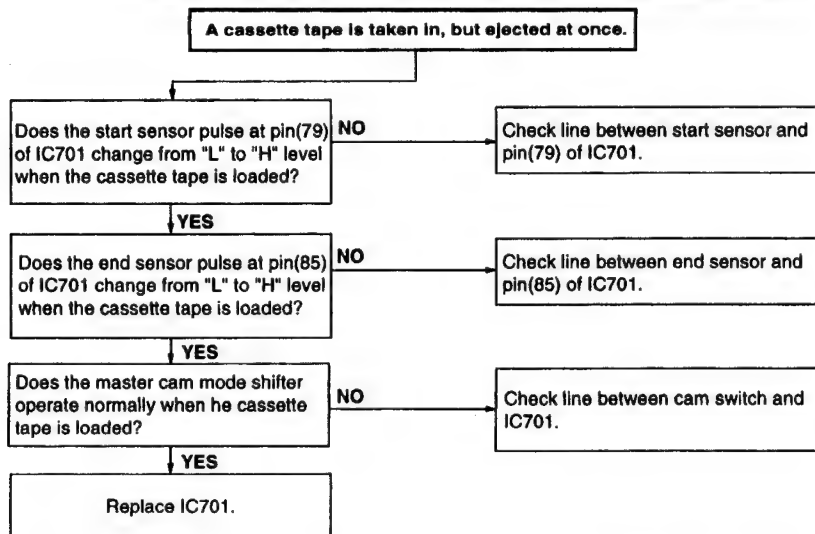 A cassette tape is taken in, but ejected at once.
Does the start sensor pulse at pin(79)
of IC701 change from "L" to "H" level
when the cassette tape is loaded?
NO
Check line between start sensor and
pin(79) of IC701.
YES
Does the end sensor pulse at pin(85)
of IC701 change from "L" to "H" level
when the cassette tape is loaded?
NO
Check line between end sensor and
pin(85) of IC701.
YES
Does the master cam mode shifter
operate normally when he cassette
tape is loaded?
NO
Check line between cam switch and
IC701.
YES
Replace IC701.